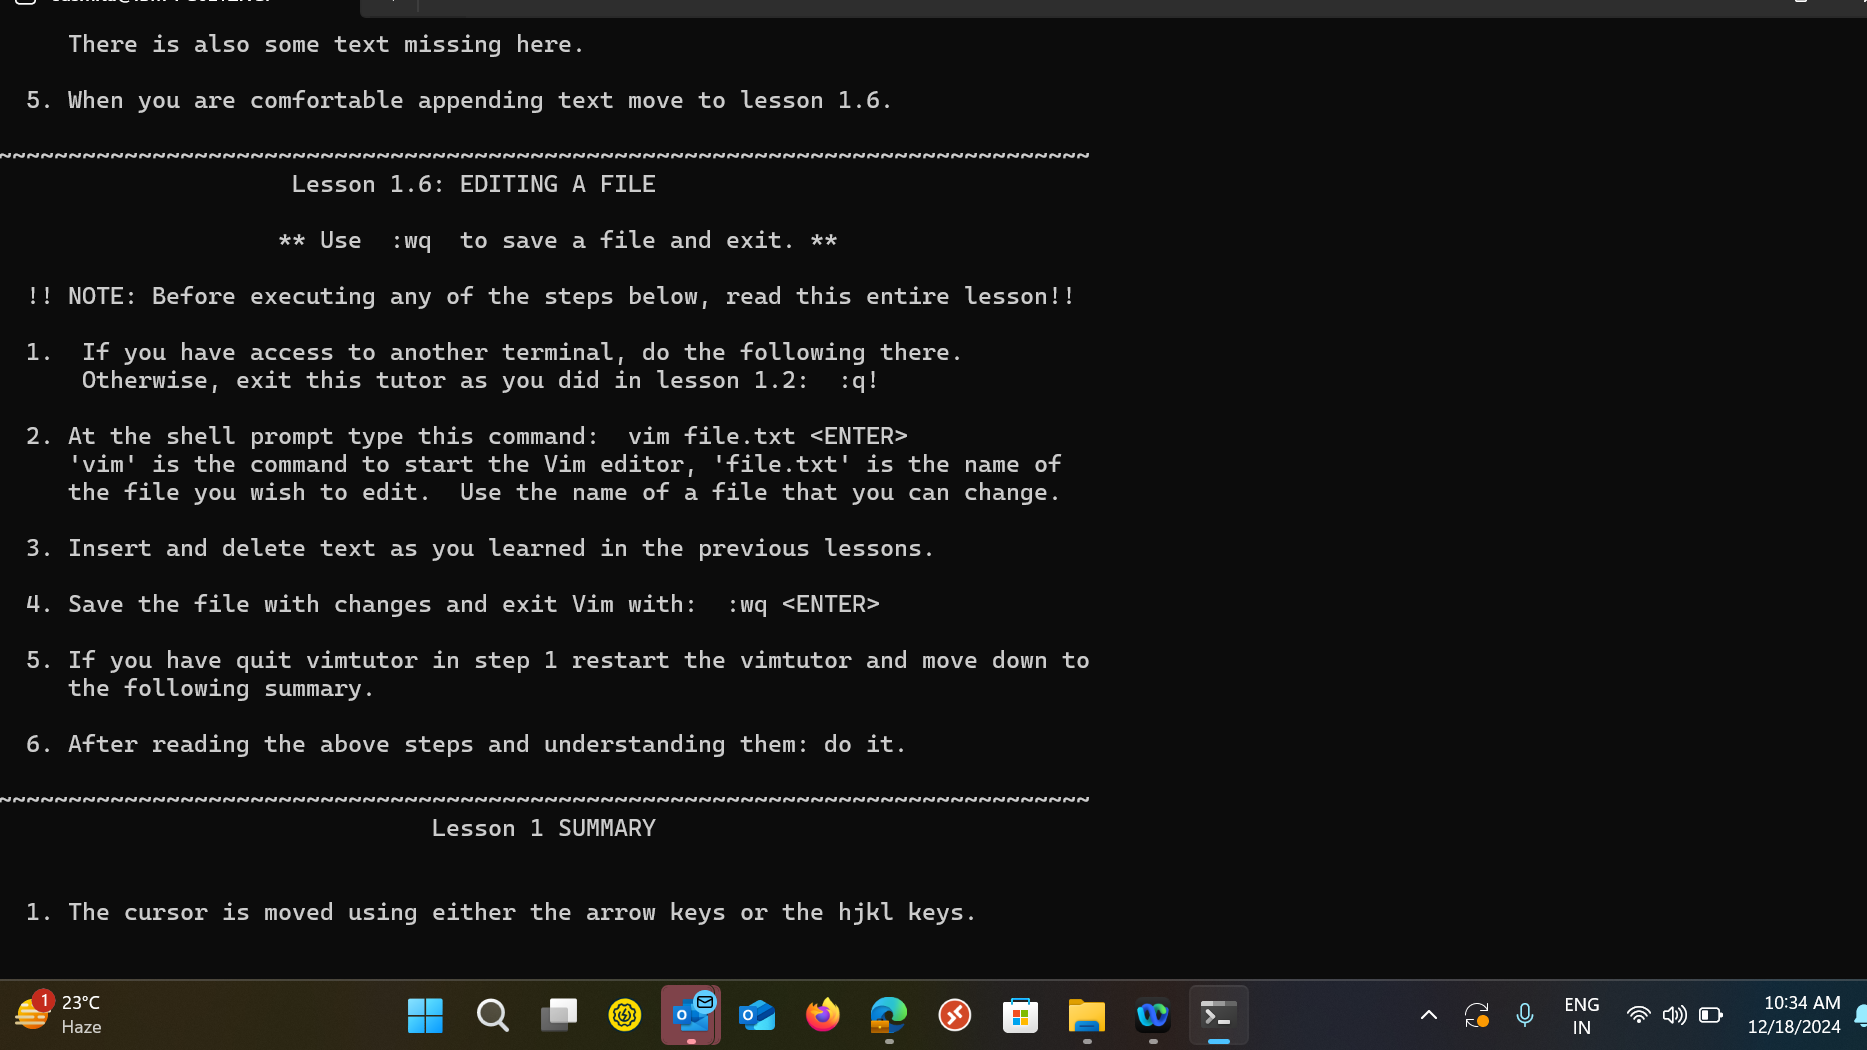 There is also some text missing here.
5. When you are comfortable appending text move to lesson 1.6.
~~~~~~~~~~~~~~~~~~~~~~~~~~~~~~~~~~~~~~~~~~~~~~~~~~~~~~~~~~~~~~~~~~~~~~~~~~~~~~
Lesson 1.6: EDITING A FILE
** Use  :wq  to save a file and exit. **
!! NOTE: Before executing any of the steps below, read this entire lesson!!
1.  If you have access to another terminal, do the following there.
Otherwise, exit this tutor as you did in lesson 1.2:  :q!
2. At the shell prompt type this command:  vim file.txt <ENTER>
'vim' is the command to start the Vim editor, 'file.txt' is the name of
the file you wish to edit.  Use the name of a file that you can change.
3. Insert and delete text as you learned in the previous lessons.
4. Save the file with changes and exit Vim with:  :wq <ENTER>
5. If you have quit vimtutor in step 1 restart the vimtutor and move down to
the following summary.
6. After reading the above steps and understanding them: do it.
~~~~~~~~~~~~~~~~~~~~~~~~~~~~~~~~~~~~~~~~~~~~~~~~~~~~~~~~~~~~~~~~~~~~~~~~~~~~~~
Lesson 1 SUMMARY
1. The cursor is moved using either the arrow keys or the hjkl keys.
1
23°C
Haze
ENG
IN
10:34 AM
12/18/2024